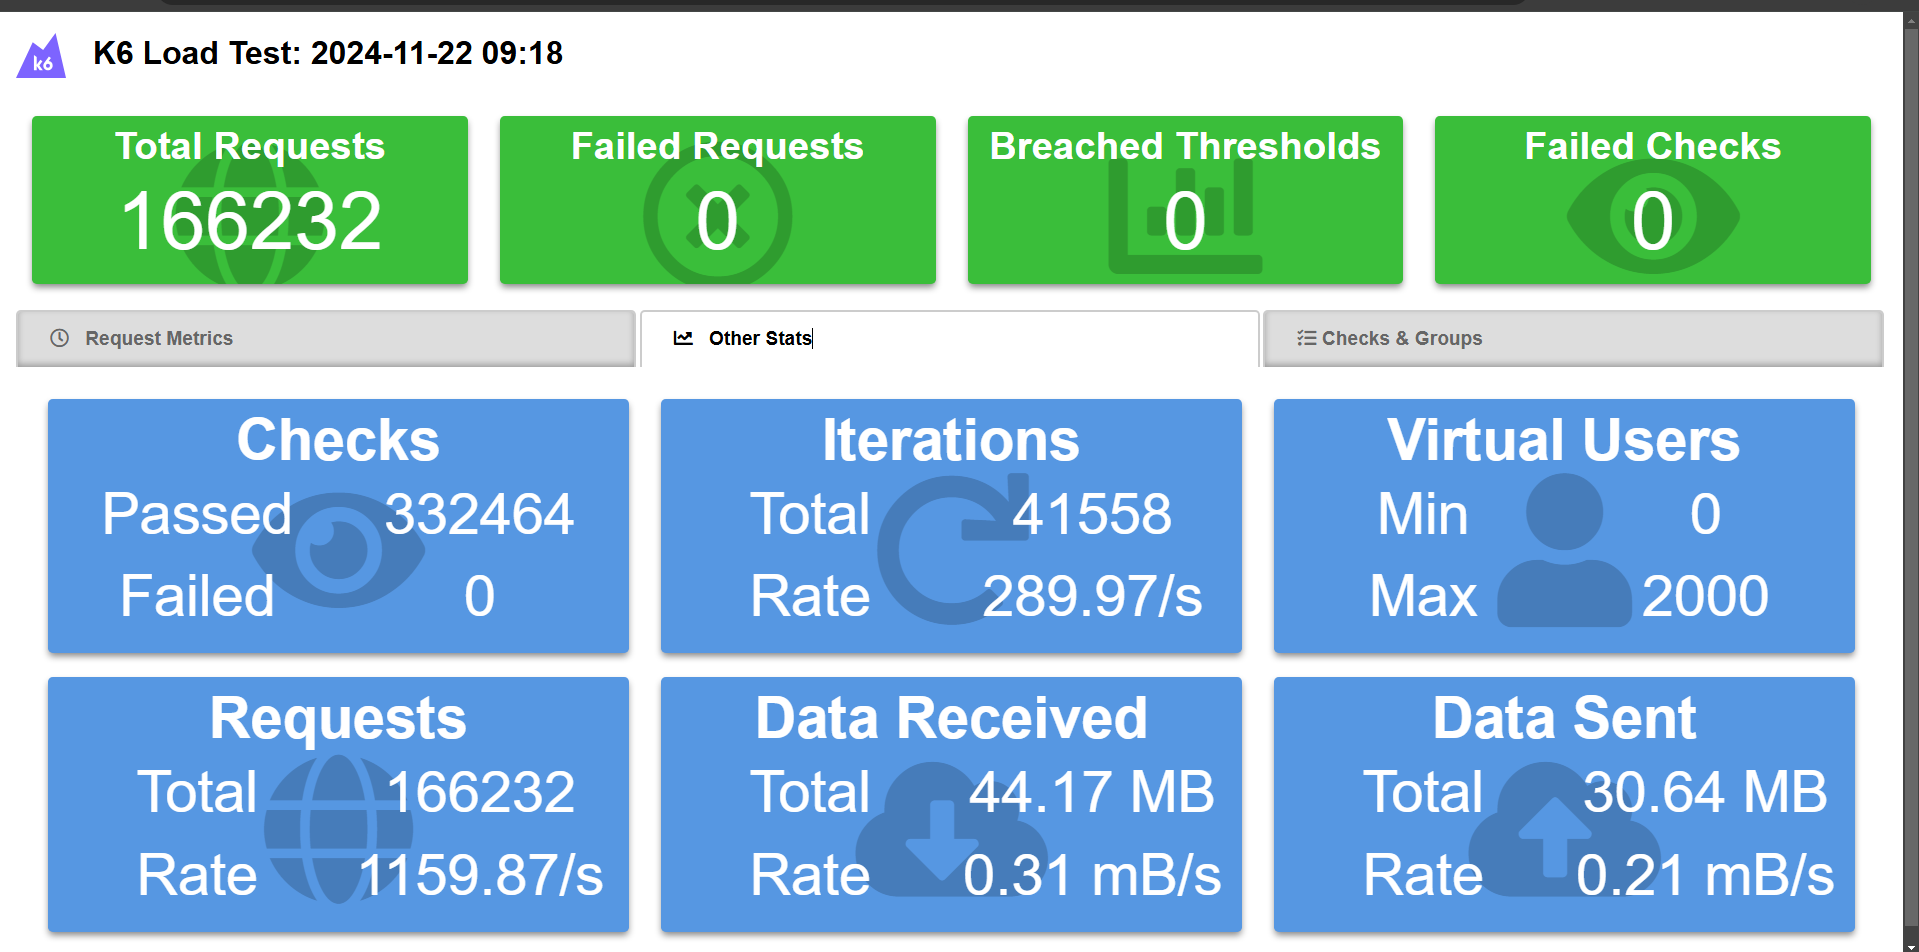 k6
K6 Load Test: 2024-11-22 09:18
Total Requests
166232
Failed Requests
0
Breached Thresholds
0
Failed Checks
0
Request Metrics
Other Stats
Checks & Groups
Checks
Passed 332464
Failed 0
Iterations
Total 41558
Rate 289.97/s
Virtual Users
Min 0
Max 2000
Requests
Total 166232
Rate 1159.87/s
Data Received
Total 44.17 MB
Rate 0.31 mB/s
Data Sent
Total 30.64 MB
Rate 0.21 mB/s